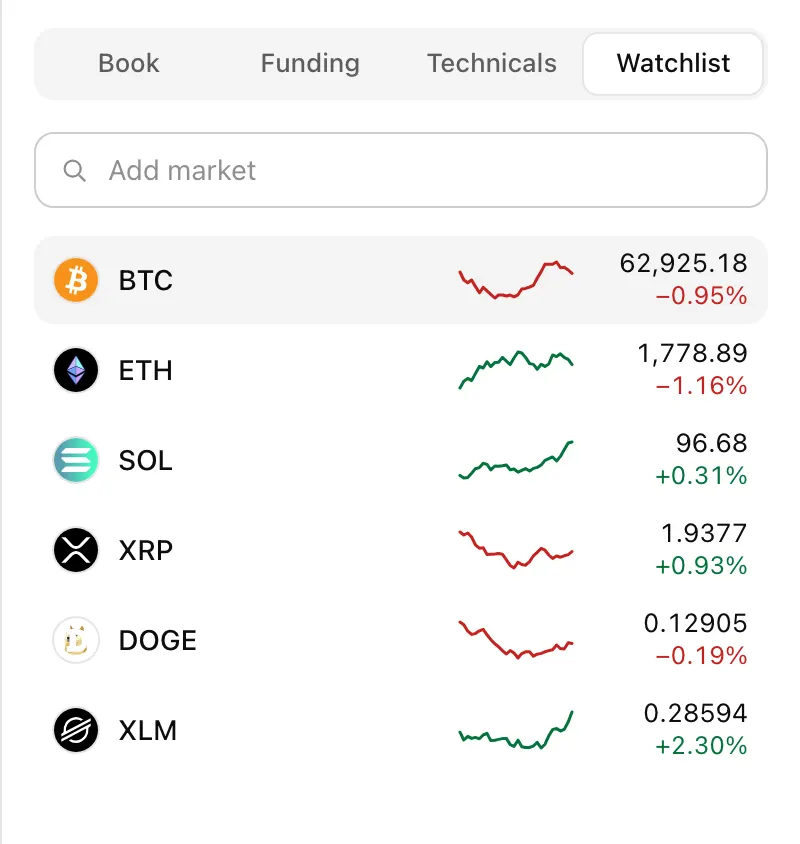 Book Funding Technicals Watchlist
Add market
BTC 62,925.18
−0.95%
ETH 1,778.89
−1.16%
SOL 96.68
+0.31%
XRP 1.9377
+0.93%
DOGE 0.12905
−0.19%
XLM 0.28594
+2.30%